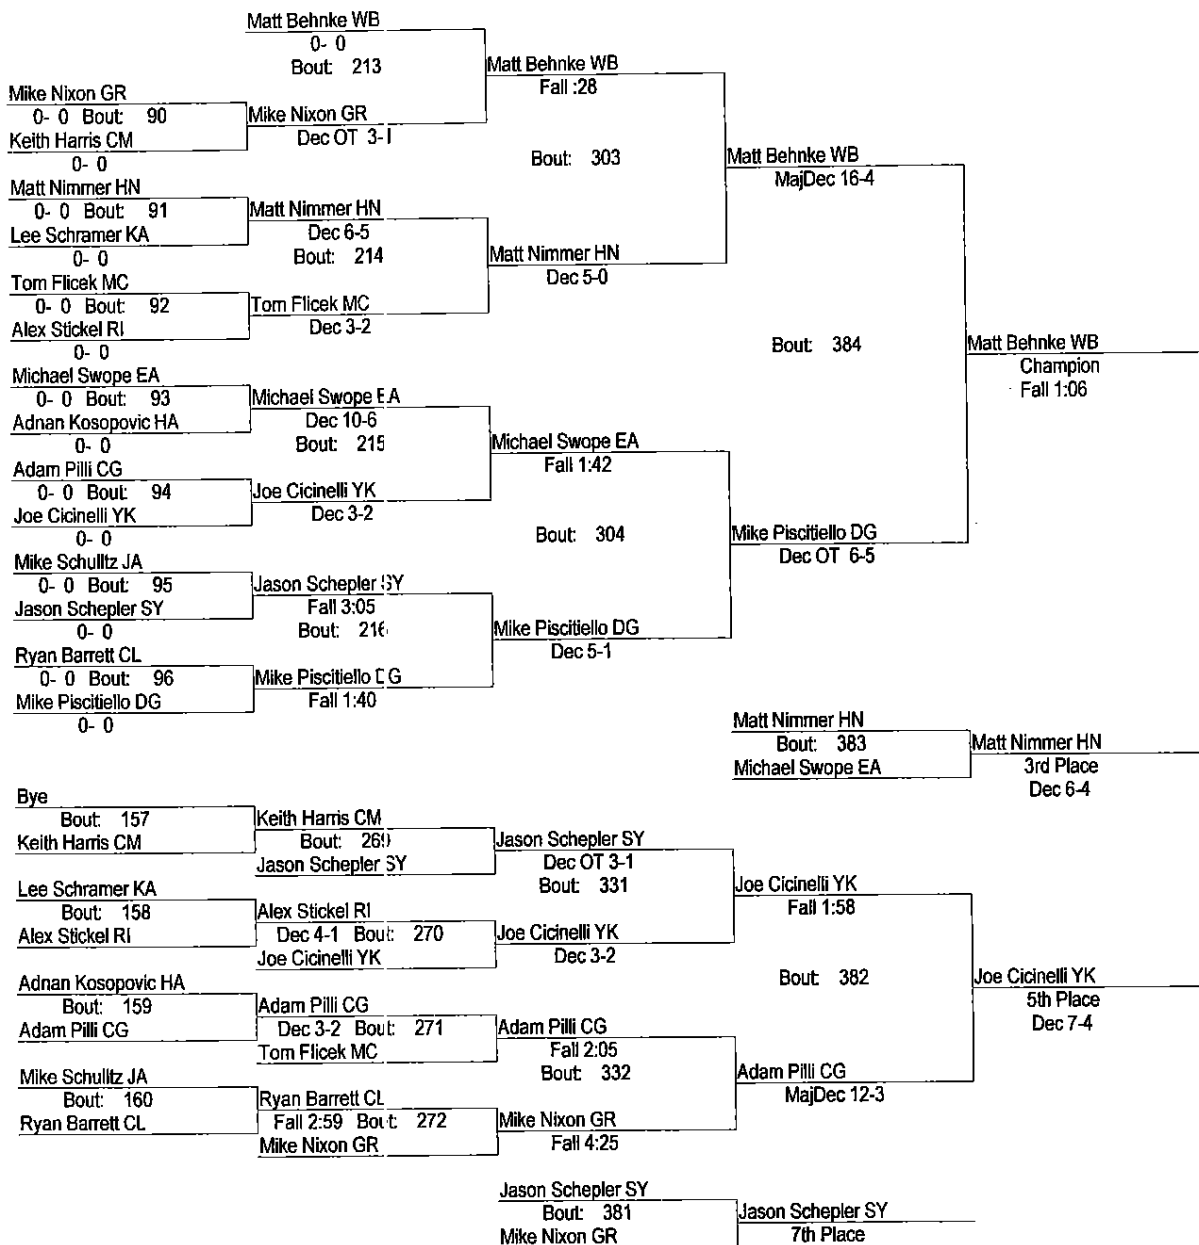 Matt Behnke WB
0- 0
Bout: 213
Matt Behnke WB
Fall :28
Mike Nixon GR
0- 0 Bout: 90
Mike Nixon GR
Keith Harris CM
Dec OT 3-1
0- 0
Bout: 303
Matt Behnke WB
MajDec 16-4
Matt Nimmer HN
0- 0 Bout: 91
Matt Nimmer HN
Lee Schramer KA
Dec 6-5
0- 0
Bout: 214
Matt Nimmer HN
Dec 5-0
Tom Flicek MC
0- 0 Bout: 92
Tom Flicek MC
Alex Stickel RI
Dec 3-2
0- 0
Bout: 384
Matt Behnke WB
Champion
Fall 1:06
Michael Swope EA
0- 0 Bout: 93
Michael Swope EA
Adnan Kosopovic HA
Dec 10-6
0- 0
Bout: 215
Michael Swope EA
Fall 1:42
Adam Pilli CG
0- 0 Bout: 94
Joe Cicinelli YK
Joe Cicinelli YK
Dec 3-2
0- 0
Bout: 304
Mike Piscitiello DG
Dec OT 6-5
Mike Schulltz JA
0- 0 Bout: 95
Jason Schepler SY
Jason Schepler SY
Fall 3:05
0- 0
Bout: 216
Mike Piscitiello DG
Dec 5-1
Ryan Barrett CL
0- 0 Bout: 96
Mike Piscitiello DG
Mike Piscitiello DG
Fall 1:40
0- 0
Matt Nimmer HN
Bout: 383
Michael Swope EA
Matt Nimmer HN
3rd Place
Dec 6-4
Bye
Bout: 157
Keith Harris CM
Keith Harris CM
Bout: 269
Jason Schepler SY
Jason Schepler SY
Dec OT 3-1
Bout: 331
Joe Cicinelli YK
Fall 1:58
Lee Schramer KA
Bout: 158
Alex Stickel RI
Alex Stickel RI
Dec 4-1 Bout: 270
Joe Cicinelli YK
Joe Cicinelli YK
Dec 3-2
Bout: 382
Joe Cicinelli YK
5th Place
Dec 7-4
Adnan Kosopovic HA
Bout: 159
Adam Pilli CG
Adam Pilli CG
Dec 3-2 Bout: 271
Tom Flicek MC
Adam Pilli CG
Fall 2:05
Bout: 332
Adam Pilli CG
MajDec 12-3
Mike Schulltz JA
Bout: 160
Ryan Barrett CL
Ryan Barrett CL
Fall 2:59 Bout: 272
Mike Nixon GR
Mike Nixon GR
Fall 4:25
Jason Schepler SY
Bout: 381
Mike Nixon GR
Jason Schepler SY
7th Place